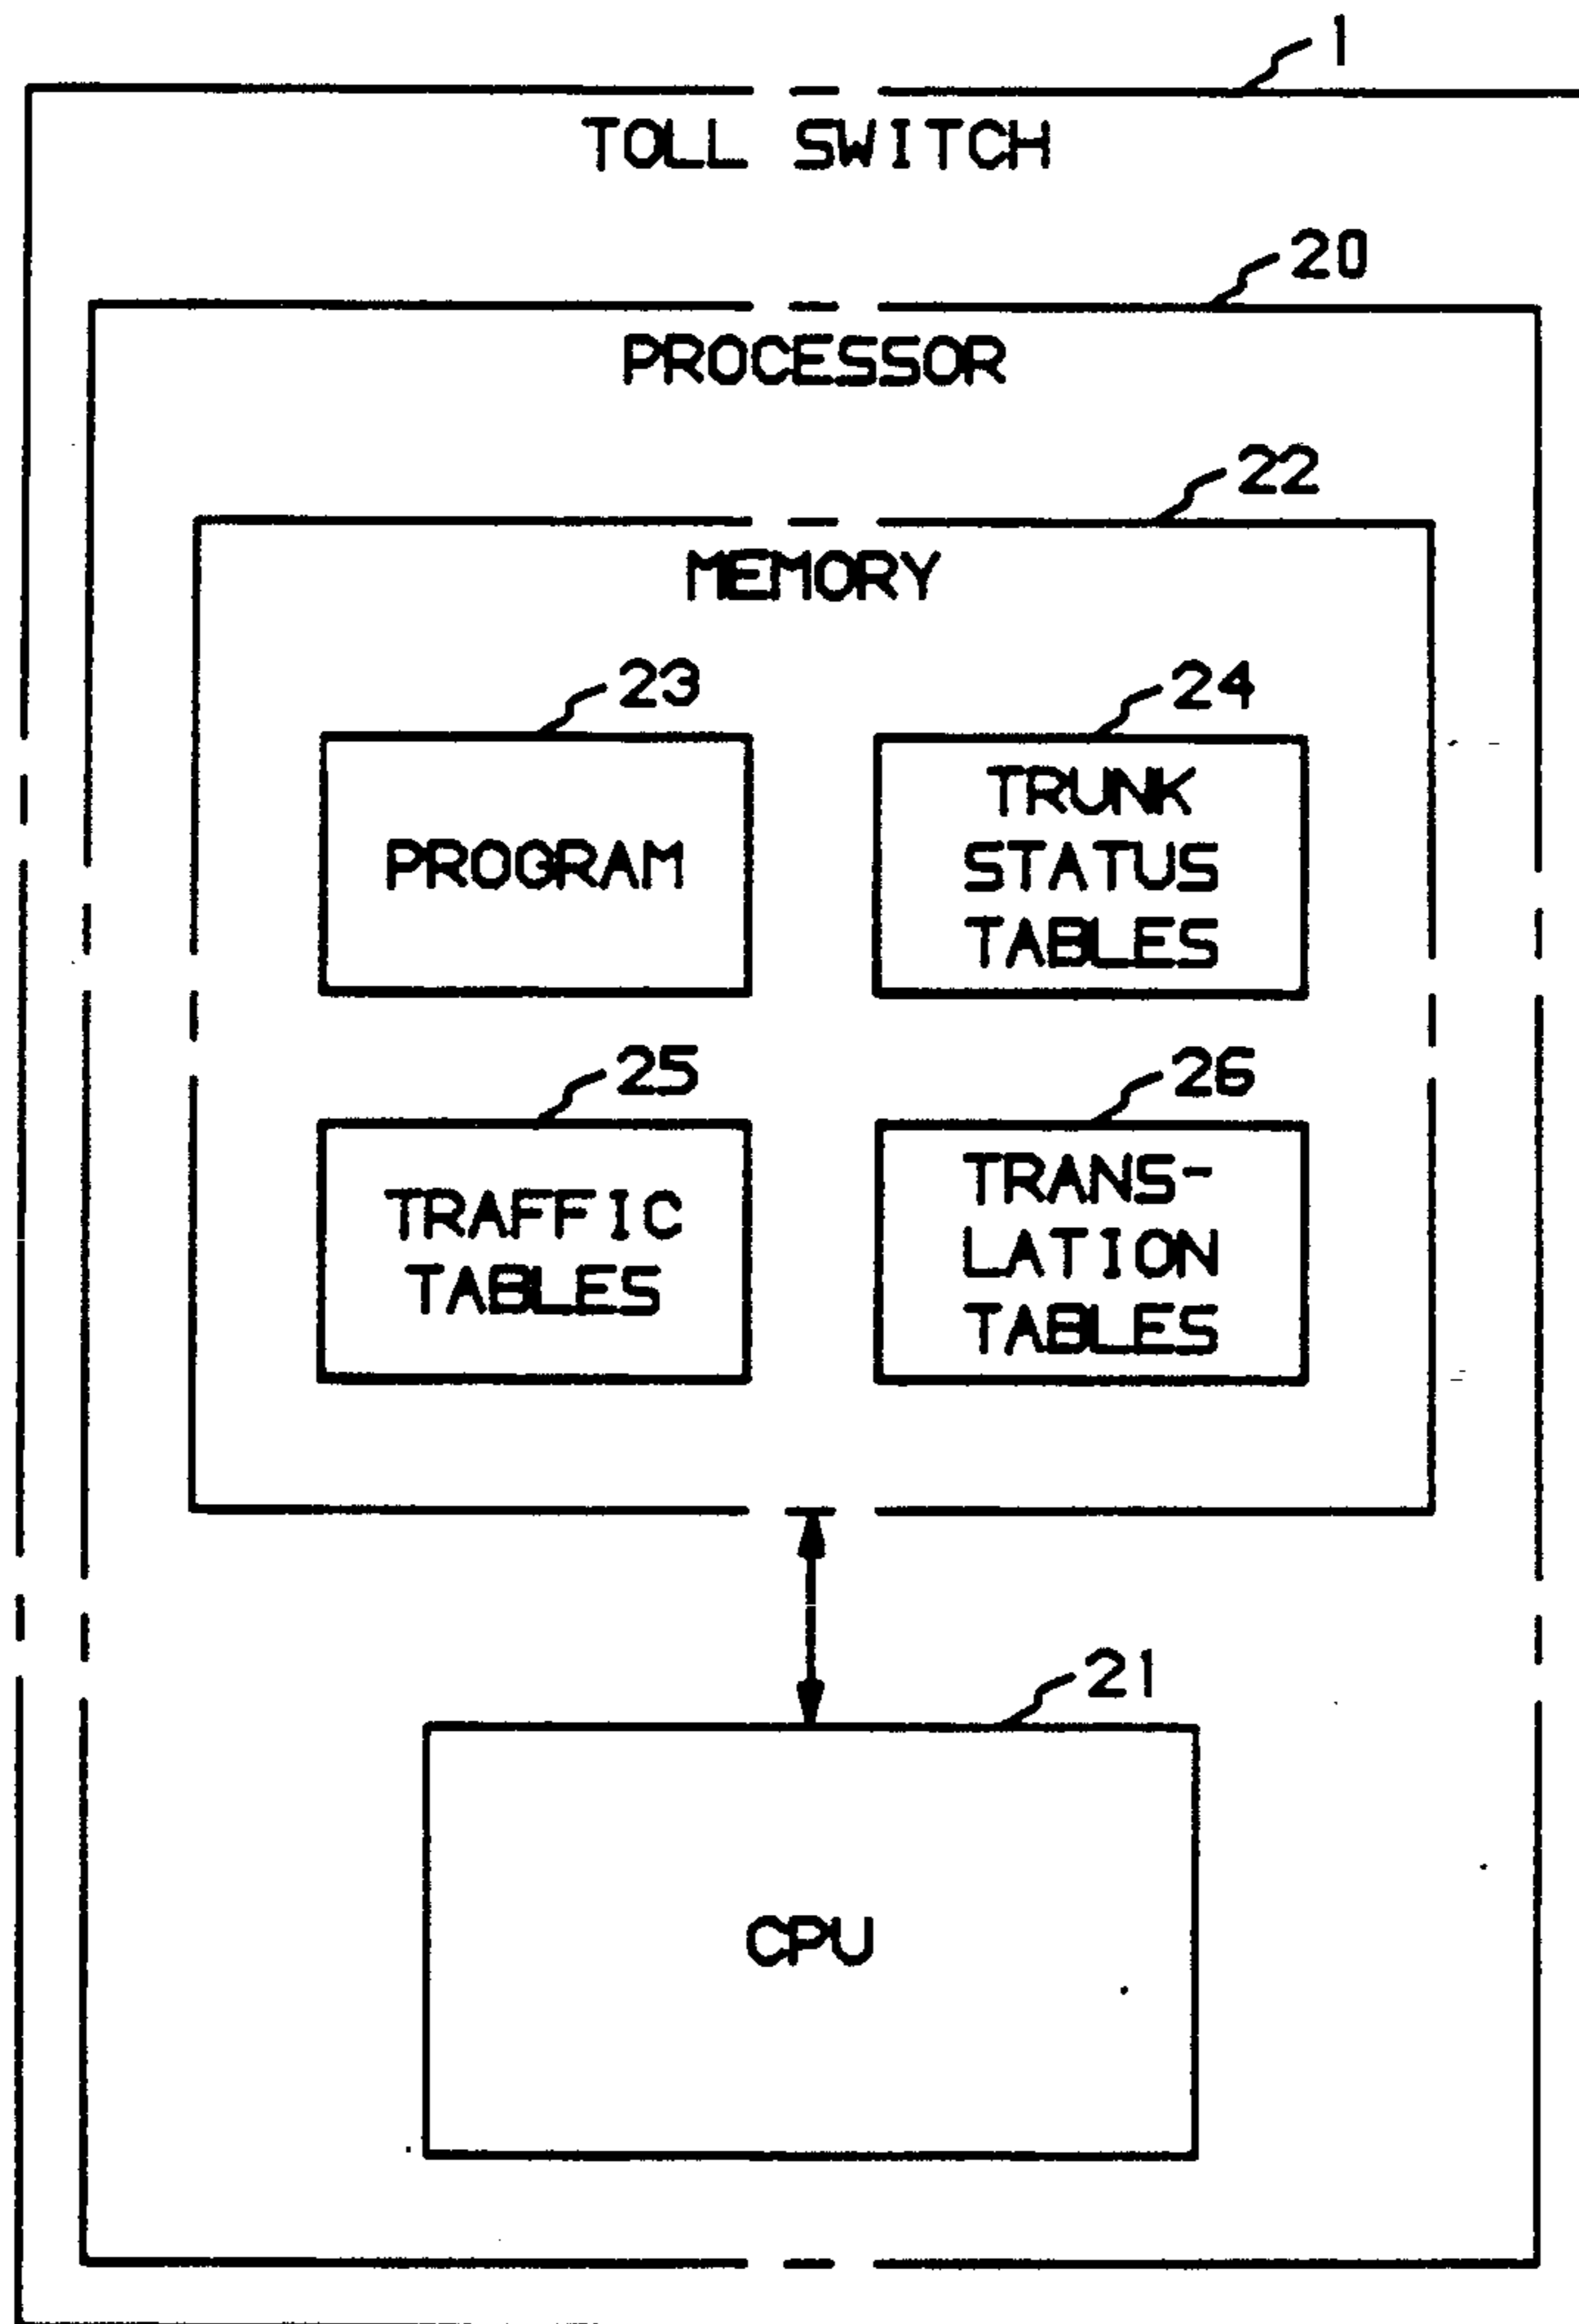 1
TOLL SWITCH
20
PROCESSOR
22
MEMORY
23
24
PROGRAM
TRUNK
STATUS
TABLES
25
26
TRAFFIC
TABLES
TRANS-
LATION
TABLES
21
CPU